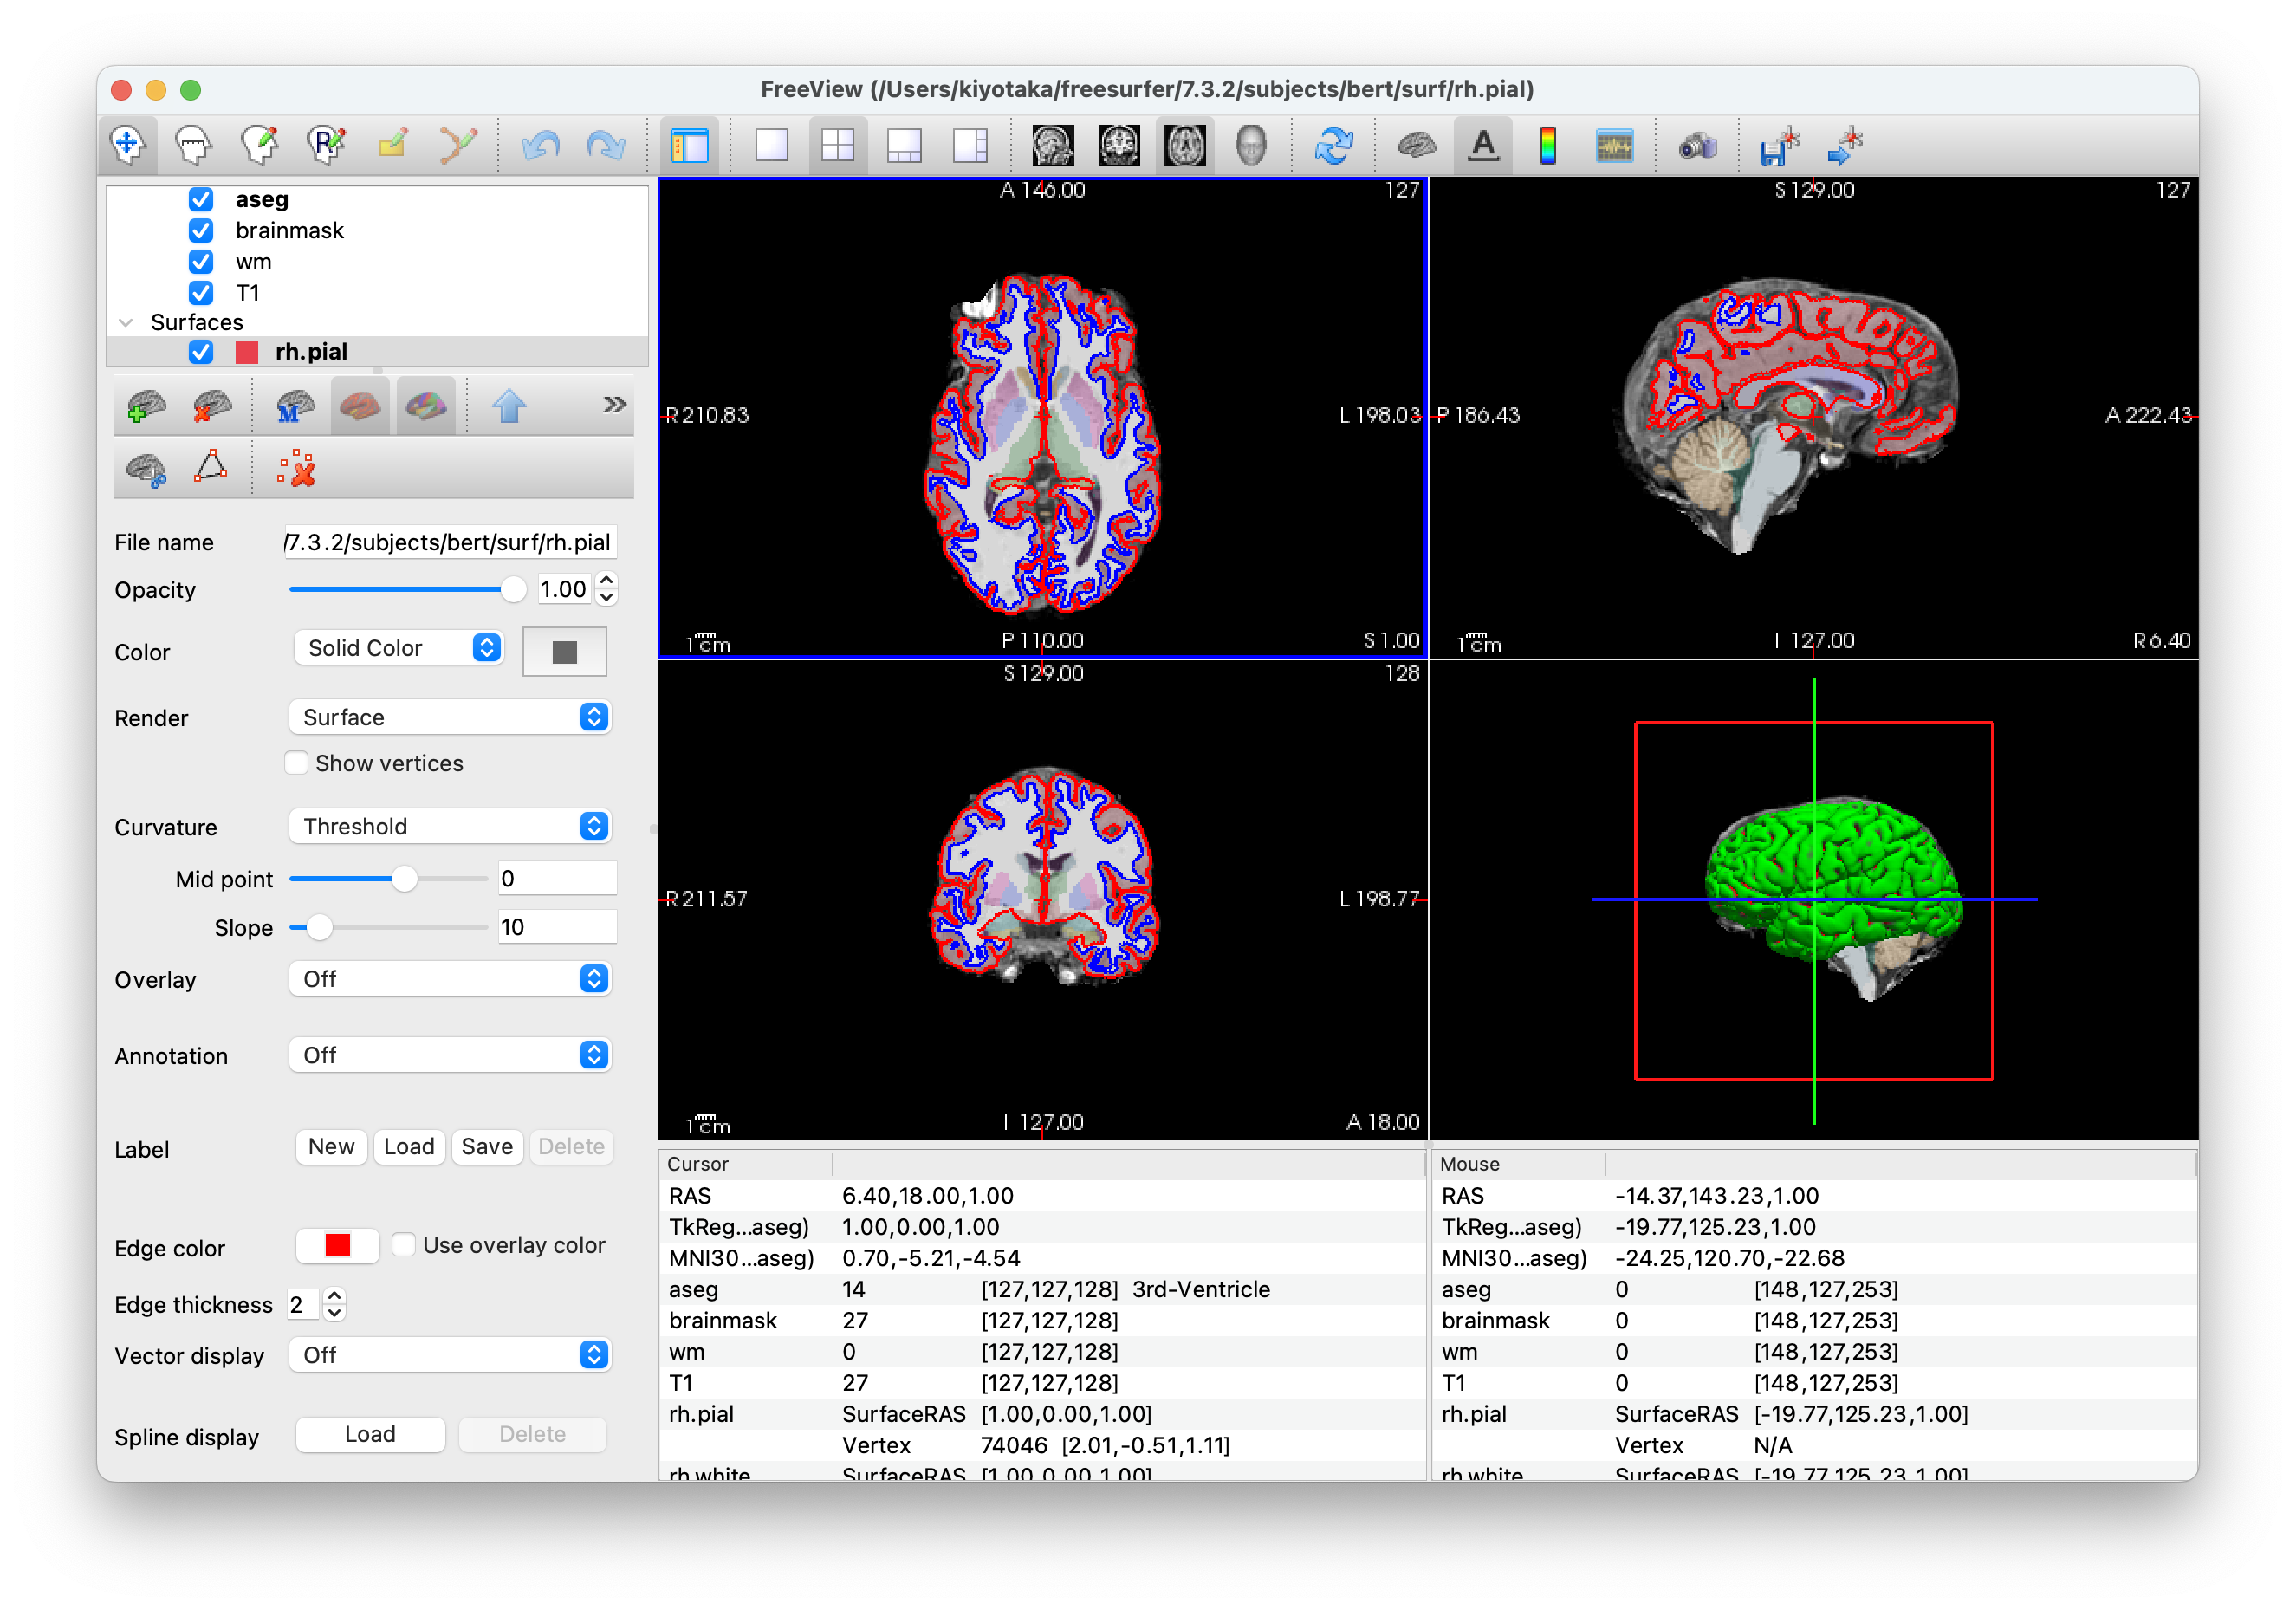 FreeView (/Users/kiyotaka/freesurfer/7.3.2/subjects/bert/surf/rh.pial)
aseg
brainmask
wm
T1
Surfaces
rh.pial
File name /7.3.2/subjects/bert/surf/rh.pial
Opacity 1.00
Color Solid Color
Render Surface
Show vertices
Curvature Threshold
Mid point 0
Slope 10
Overlay Off
Annotation Off
Label New Load Save Delete
Edge color Use overlay color
Edge thickness 2
Vector display Off
Spline display Load Delete
A 146.00 127
R 210.83 L 198.03
1 cm P 110.00 S 1.00
S 129.00 127
P 186.43 A 222.43
1 cm I 127.00 R 6.40
S 129.00 128
R 211.57 L 198.77
1 cm I 127.00 A 18.00
Cursor
RAS 6.40,18.00,1.00
TkReg...aseg) 1.00,0.00,1.00
MNI30...aseg) 0.70,-5.21,-4.54
aseg 14 [127,127,128] 3rd-Ventricle
brainmask 27 [127,127,128]
wm 0 [127,127,128]
T1 27 [127,127,128]
rh.pial SurfaceRAS [1.00,0.00,1.00]
Vertex 74046 [2.01,-0.51,1.11]
rh.white SurfaceRAS [1.00,0.00,1.00]
Mouse
RAS -14.37,143.23,1.00
TkReg...aseg) -19.77,125.23,1.00
MNI30...aseg) -24.25,120.70,-22.68
aseg 0 [148,127,253]
brainmask 0 [148,127,253]
wm 0 [148,127,253]
T1 0 [148,127,253]
rh.pial SurfaceRAS [-19.77,125.23,1.00]
Vertex N/A
rh.white SurfaceRAS [-19.77,125.23,1.00]